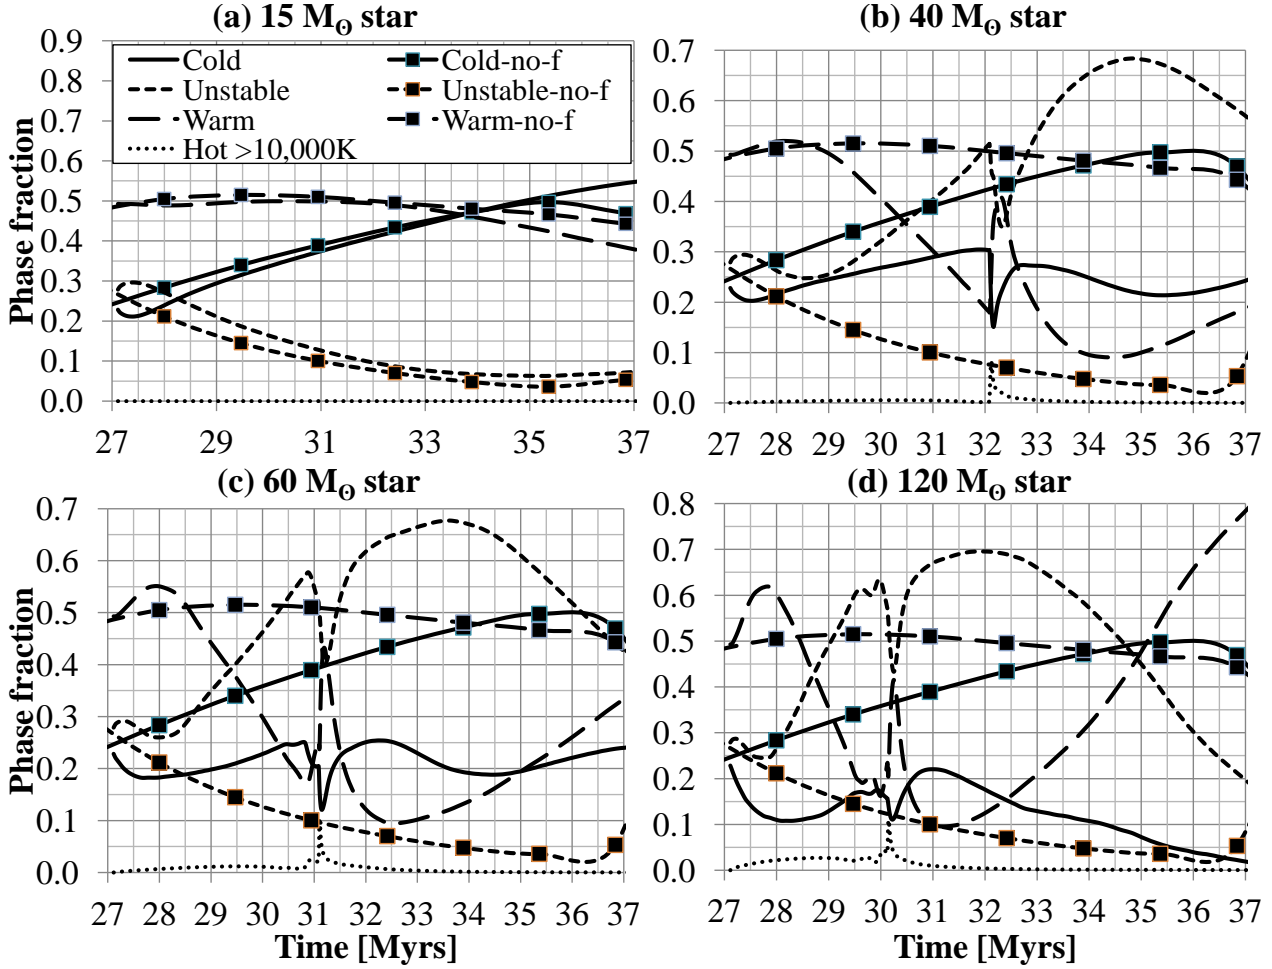 (a) 15 M⊙ star
(b) 40 M⊙ star
0.9
0.8
0.7
0.6
0.5
0.4
0.3
0.2
0.1
0.0
Phase fraction
Cold
Cold-no-f
Unstable
Unstable-no-f
Warm
Warm-no-f
Hot >10,000K
27 29 31 33 35 37
0.7
0.6
0.5
0.4
0.3
0.2
0.1
0.0
27 28 29 30 31 32 33 34 35 36 37
(c) 60 M⊙ star
(d) 120 M⊙ star
0.7
0.6
0.5
0.4
0.3
0.2
0.1
0.0
Phase fraction
27 28 29 30 31 32 33 34 35 36 37
Time [Myrs]
0.8
0.7
0.6
0.5
0.4
0.3
0.2
0.1
0.0
27 28 29 30 31 32 33 34 35 36 37
Time [Myrs]